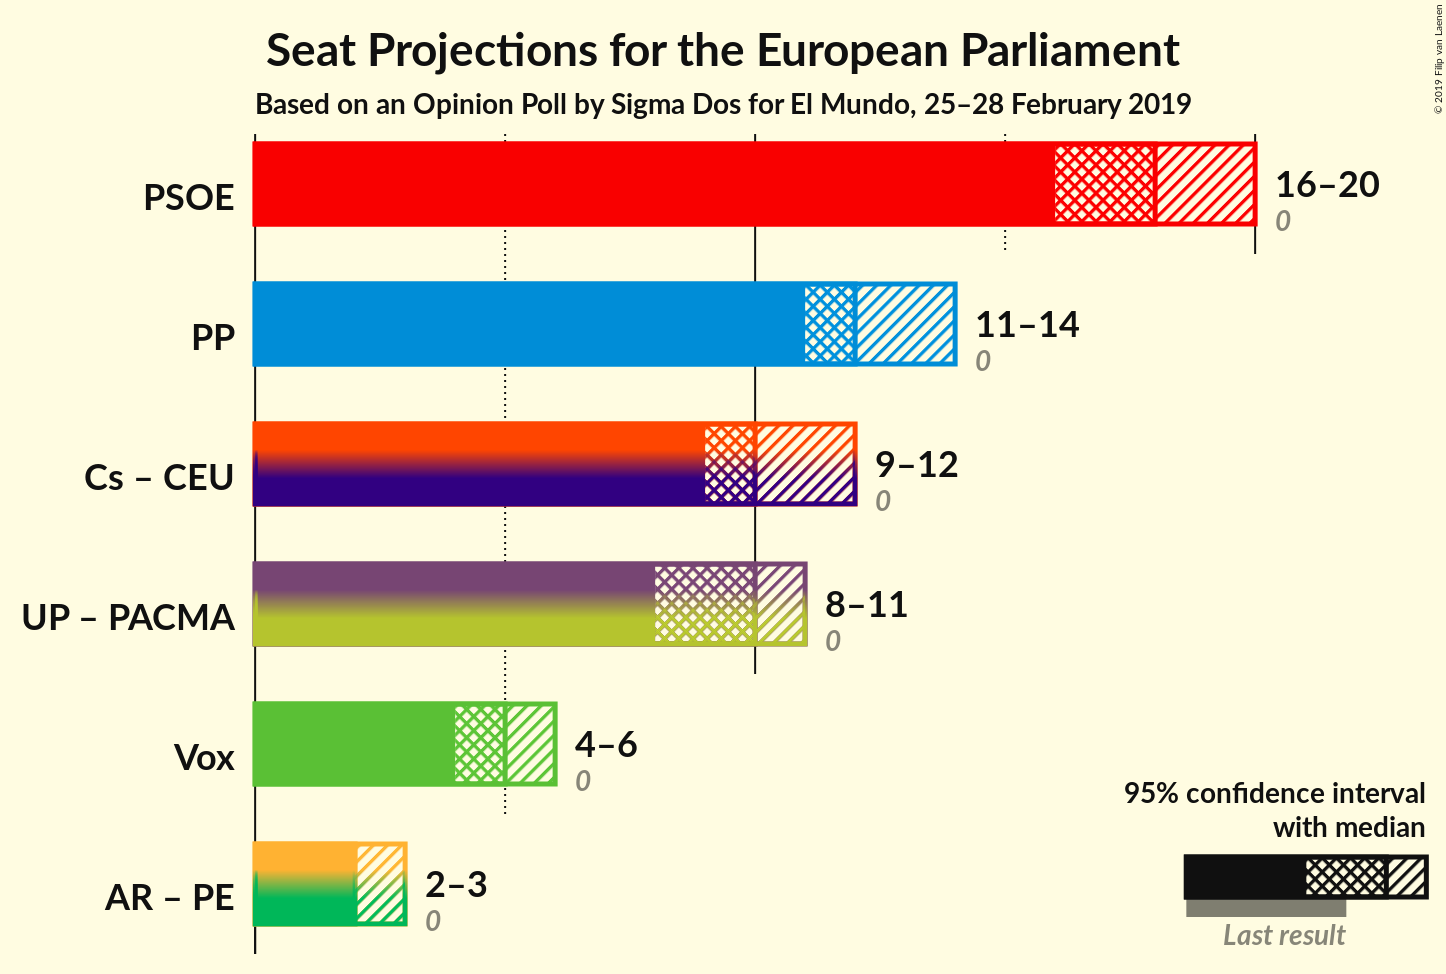 Seat Projections for the European Parliament
Based on an Opinion Poll by Sigma Dos for El Mundo, 25–28 February 2019
© 2019 Filip van Laenen
PSOE
16–20
0
PP
11–14
0
Cs – CEU
9–12
0
UP – PACMA
8–11
0
Vox
4–6
0
AR – PE
2–3
0
95% confidence interval
with median
Last result